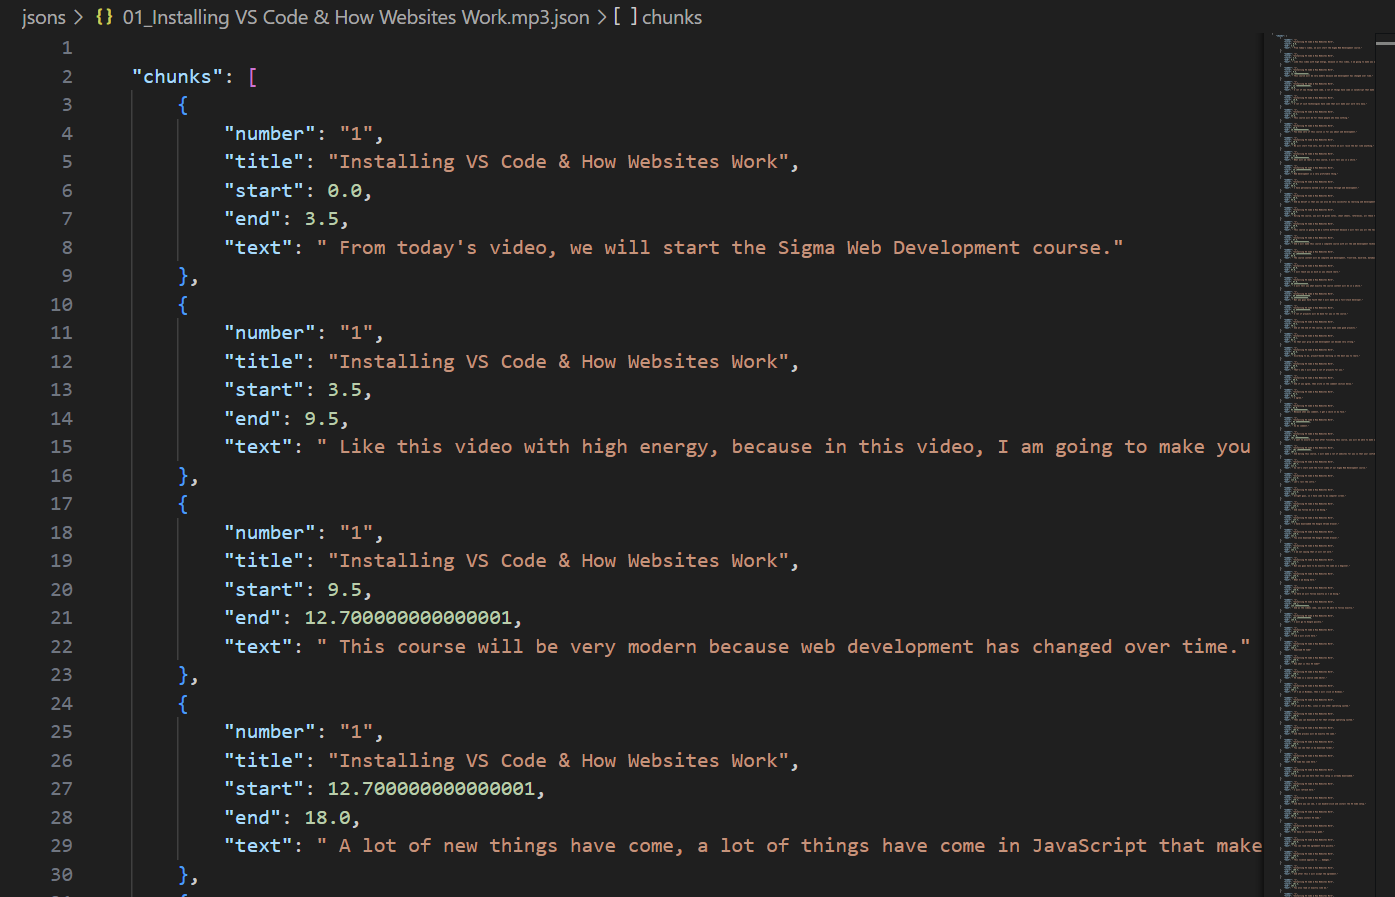 jsons > {} 01_Installing VS Code & How Websites Work.mp3.json > [ ] chunks
1
2 "chunks": [
3 {
4 "number": "1",
5 "title": "Installing VS Code & How Websites Work",
6 "start": 0.0,
7 "end": 3.5,
8 "text": " From today's video, we will start the Sigma Web Development course."
9 },
10 {
11 "number": "1",
12 "title": "Installing VS Code & How Websites Work",
13 "start": 3.5,
14 "end": 9.5,
15 "text": " Like this video with high energy, because in this video, I am going to make you
16 },
17 {
18 "number": "1",
19 "title": "Installing VS Code & How Websites Work",
20 "start": 9.5,
21 "end": 12.700000000000001,
22 "text": " This course will be very modern because web development has changed over time."
23 },
24 {
25 "number": "1",
26 "title": "Installing VS Code & How Websites Work",
27 "start": 12.700000000000001,
28 "end": 18.0,
29 "text": " A lot of new things have come, a lot of things have come in JavaScript that make
30 },